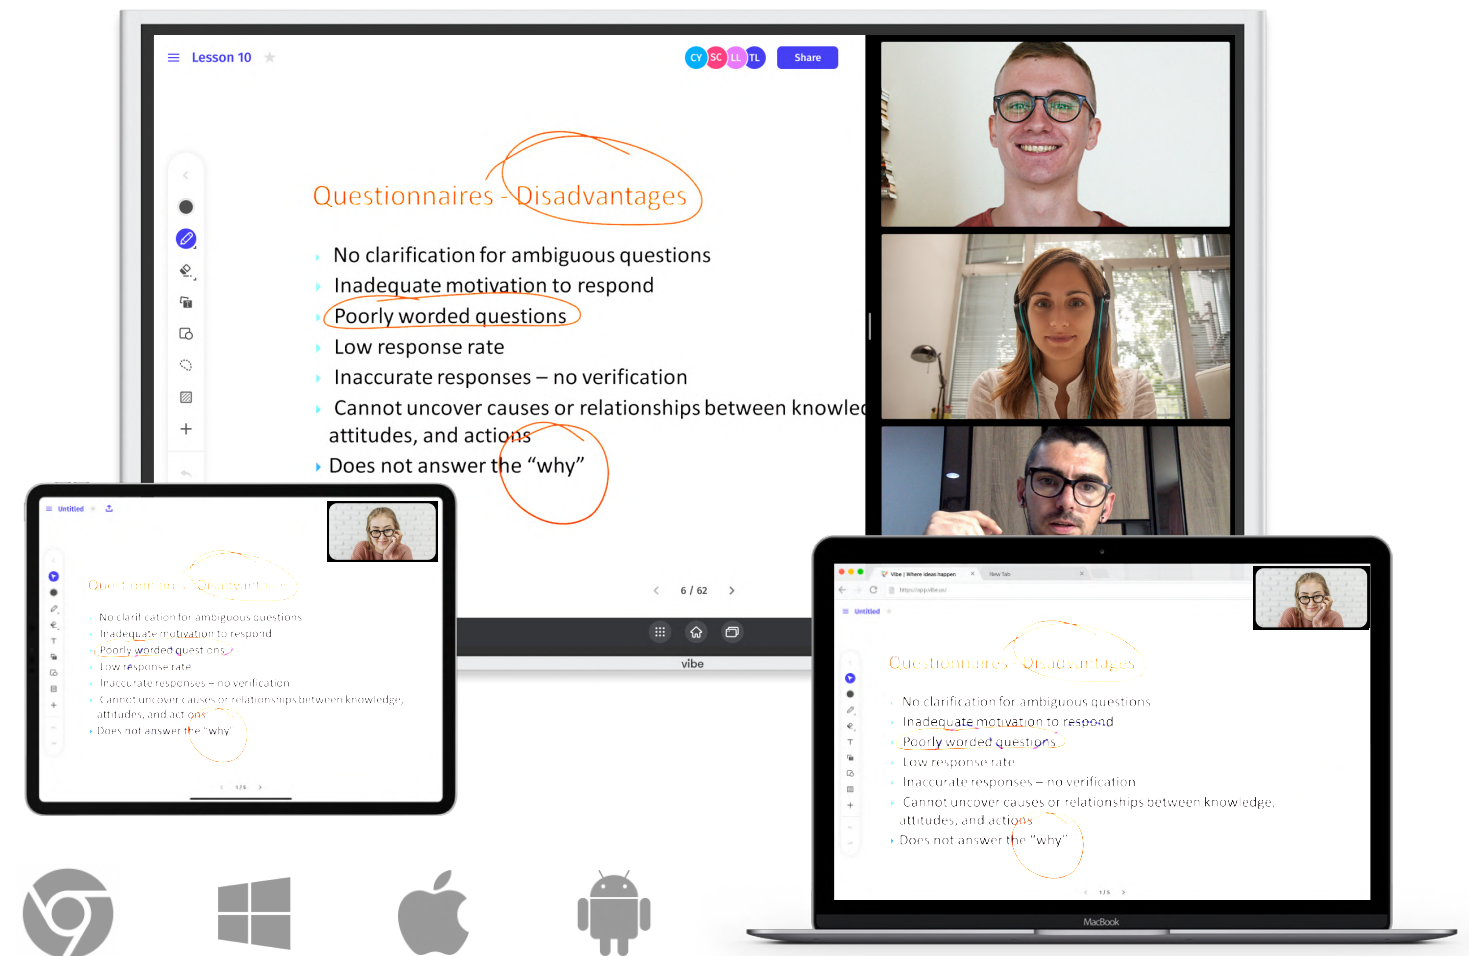 Lesson 10
CY SC LL TL
Share
Questionnaires - Disadvantages
No clarification for ambiguous questions
Inadequate motivation to respond
Poorly worded questions
Low response rate
Inaccurate responses – no verification
Cannot uncover causes or relationships between knowled
attitudes, and actions
Does not answer the “why”
6 / 62
vibe
Untitled
Questionnaires - Disadvantages
No clarification for ambiguous questions
Inadequate motivation to respond
Poorly worded questions
Low response rate
Inaccurate responses – no verification
Cannot uncover causes or relationships between knowledge,
attitudes, and actions
Does not answer the “why”
Vibe | Where ideas happen
New Tab
https://app.vibe.us/
Untitled
Questionnaires - Disadvantages
No clarification for ambiguous questions
Inadequate motivation to respond
Poorly worded questions
Low response rate
Inaccurate responses – no verification
Cannot uncover causes or relationships between knowledge,
attitudes, and actions
Does not answer the “why”
1 / 5
MacBook